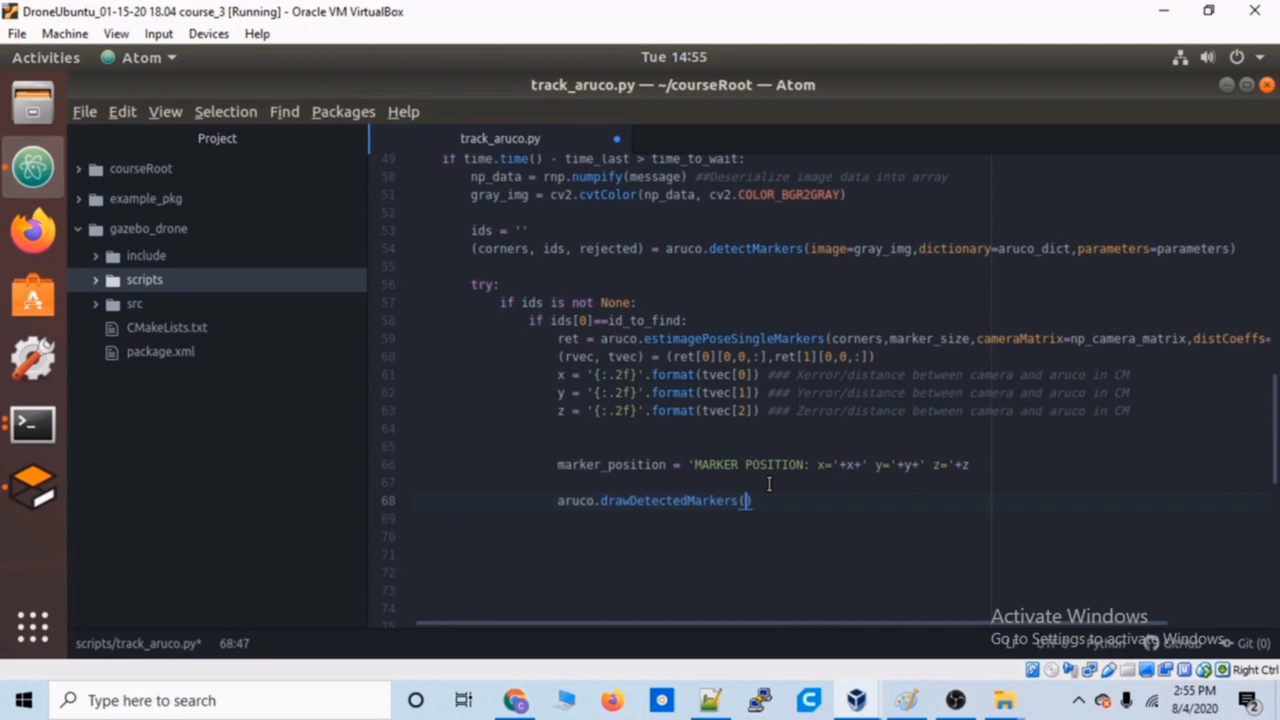 DroneUbuntu_01-15-20 18.04 course_3 [Running] - Oracle VM VirtualBox
File Machine View Input Devices Help
Activities Atom Tue 14:55
track_aruco.py — ~/courseRoot — Atom
File Edit View Selection Find Packages Help
Project
track_aruco.py
courseRoot
example_pkg
gazebo_drone
include
scripts
src
CMakeLists.txt
package.xml
49 if time.time() - time_last > time_to_wait:
50 np_data = rnp.numpify(message) ##Deserialize image data into array
51 gray_img = cv2.cvtColor(np_data, cv2.COLOR_BGR2GRAY)
52
53 ids = ''
54 (corners, ids, rejected) = aruco.detectMarkers(image=gray_img,dictionary=aruco_dict,parameters=parameters)
55
56 try:
57 if ids is not None:
58 if ids[0]==id_to_find:
59 ret = aruco.estimagePoseSingleMarkers(corners,marker_size,cameraMatrix=np_camera_matrix,distCoeffs=
60 (rvec, tvec) = (ret[0][0,0,:],ret[1][0,0,:])
61 x = '{:.2f}'.format(tvec[0]) ### Xerror/distance between camera and aruco in CM
62 y = '{:.2f}'.format(tvec[1]) ### Yerror/distance between camera and aruco in CM
63 z = '{:.2f}'.format(tvec[2]) ### Zerror/distance between camera and aruco in CM
64
65
66 marker_position = 'MARKER POSITION: x='+x+' y='+y+' z='+z
67
68 aruco.drawDetectedMarkers()
69
70
71
72
73
74
75
Activate Windows
Go to Settings to activate Windows.
scripts/track_aruco.py* 68:47 LF UTF-8 Python GitHub Git (0)
Right Ctrl
Type here to search
2:55 PM
8/4/2020
2